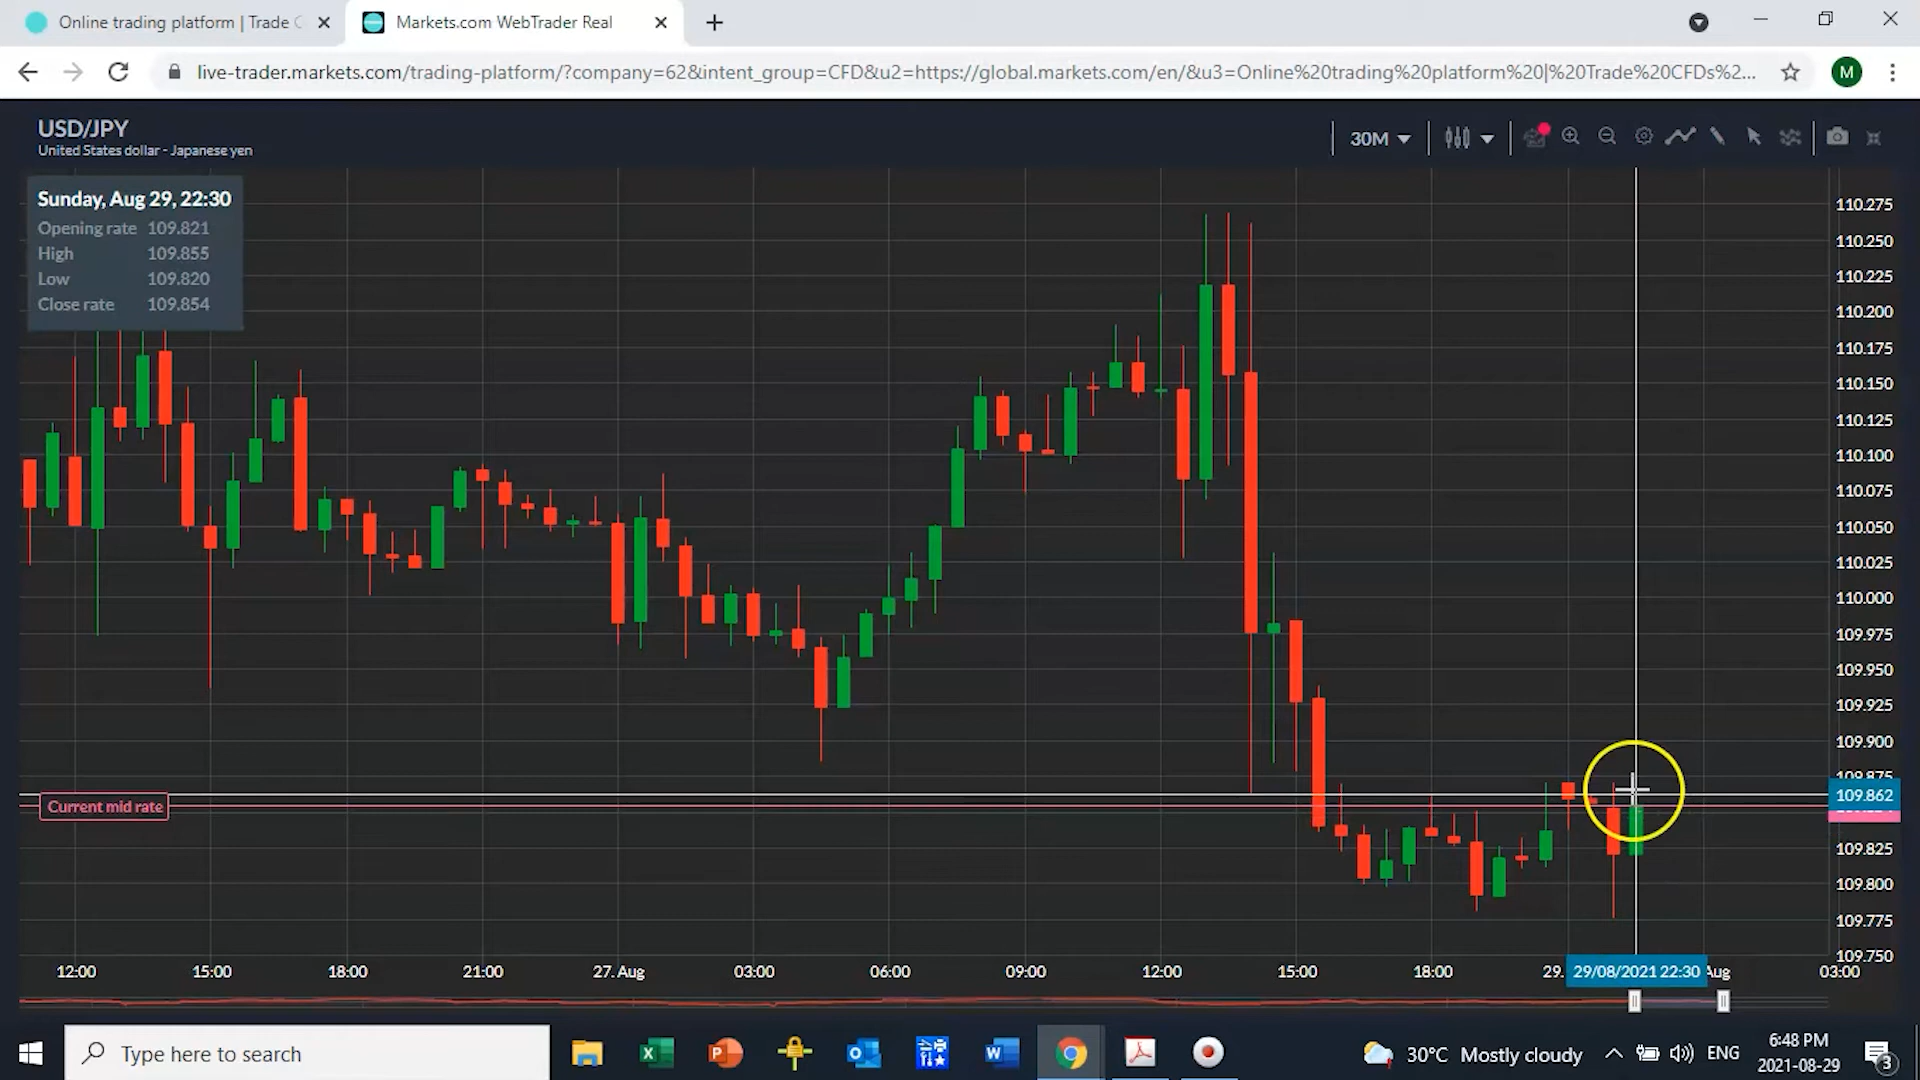 Online trading platform | Trade C
Markets.com WebTrader Real
live-trader.markets.com/trading-platform/?company=62&intent_group=CFD&u2=https://global.markets.com/en/&u3=Online%20trading%20platform%20|%20Trade%20CFDs%2...
M
USD/JPY
United States dollar - Japanese yen
30M
Sunday, Aug 29, 22:30
Opening rate 109.821
High 109.855
Low 109.820
Close rate 109.854
110.275
110.250
110.225
110.200
110.175
110.150
110.125
110.100
110.075
110.050
110.025
110.000
109.975
109.950
109.925
109.900
109.875
109.862
109.825
109.800
109.775
109.750
Current mid rate
12:00 15:00 18:00 21:00 27. Aug 03:00 06:00 09:00 12:00 15:00 18:00 29. 29/08/2021 22:30 Aug 03:00
Type here to search
30°C Mostly cloudy
ENG
6:48 PM
2021-08-29
3